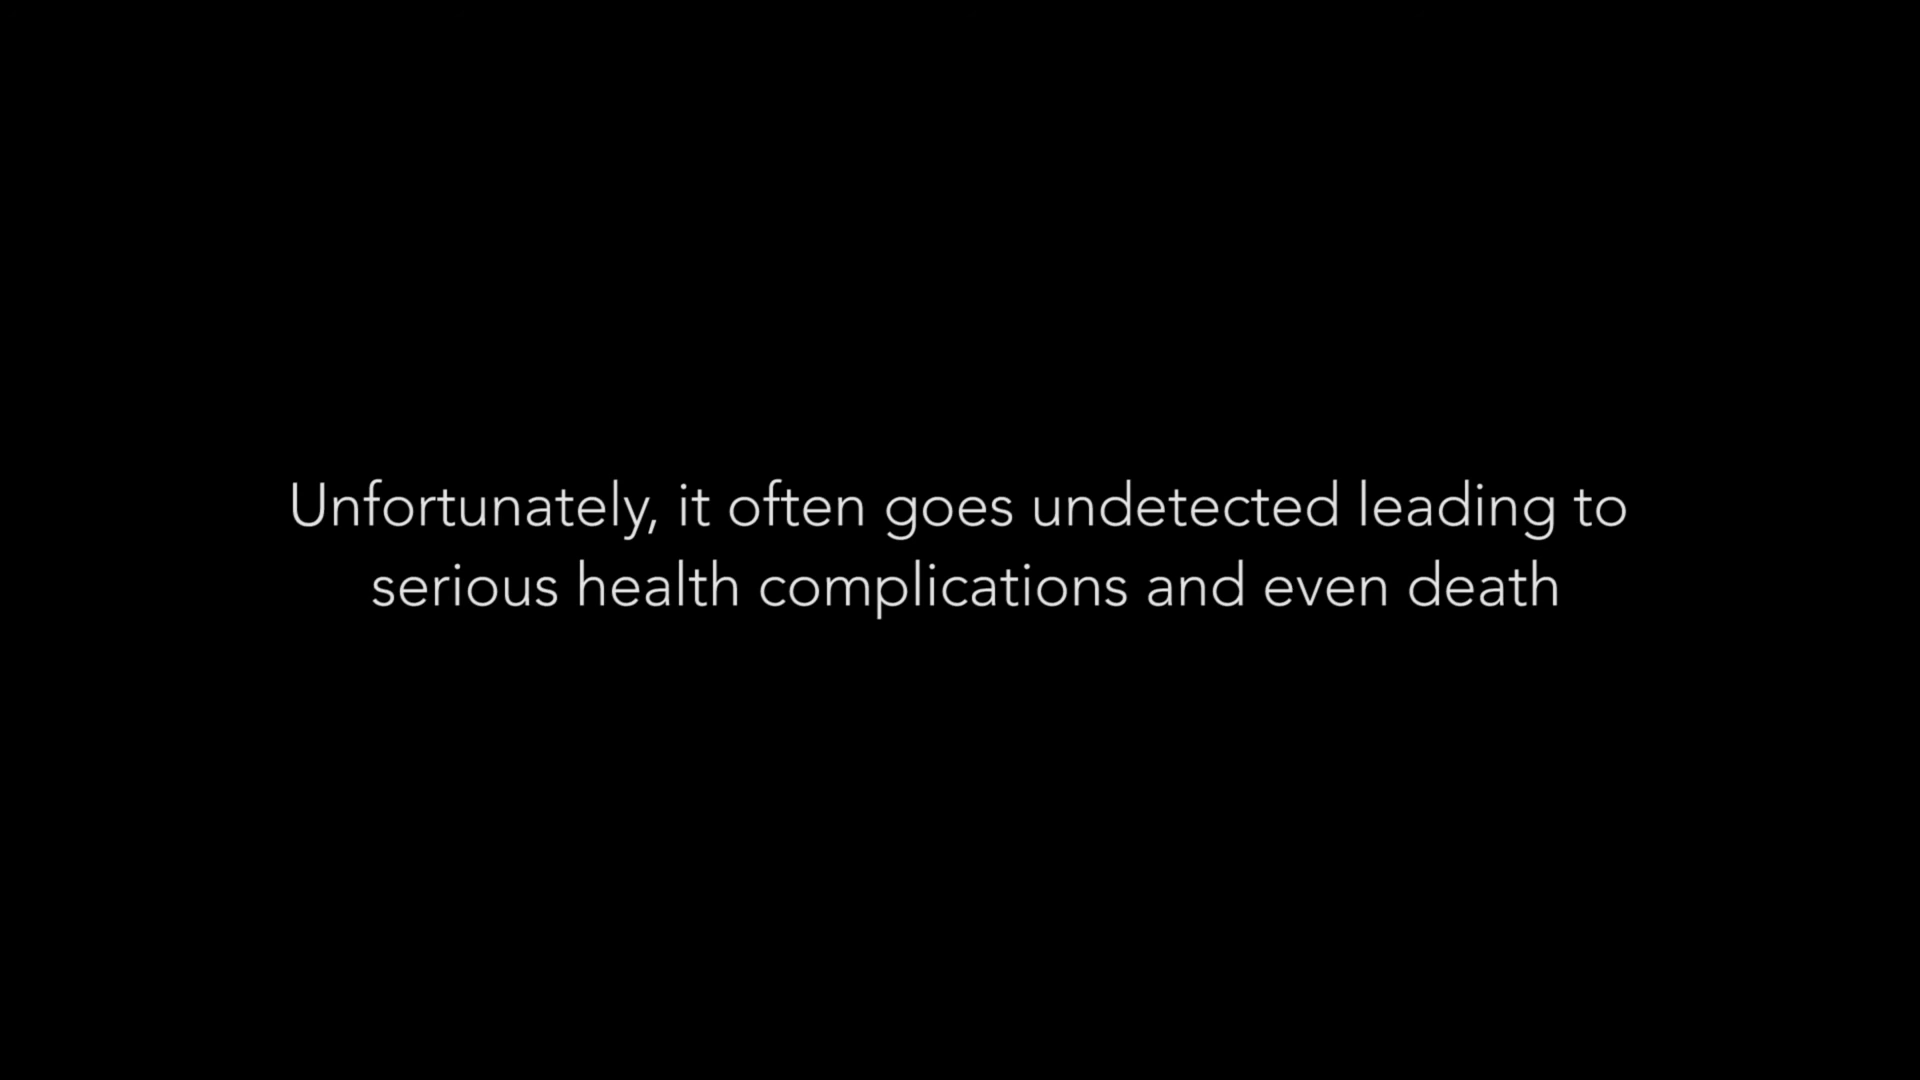 Unfortunately, it often goes undetected leading to
serious health complications and even death